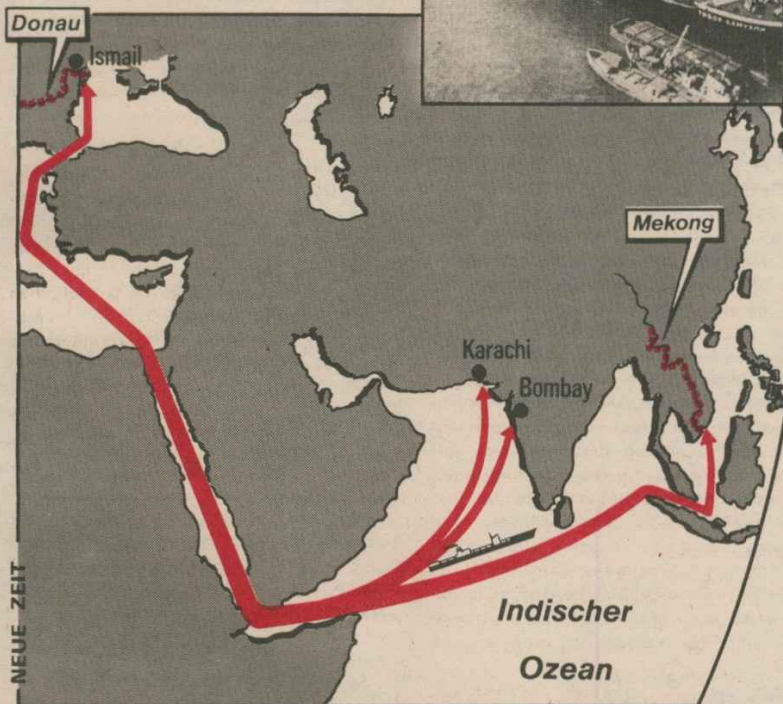 Donau
Ismail
Mekong
Karachi
Bombay
Indischer
Ozean
NEUE ZEIT